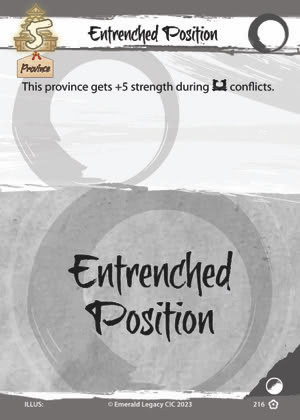 5
Entrenched Position
Province
This province gets +5 strength during conflicts.
Entrenched
Position
ILLUS:
© Emerald Legacy CIC 2023
216